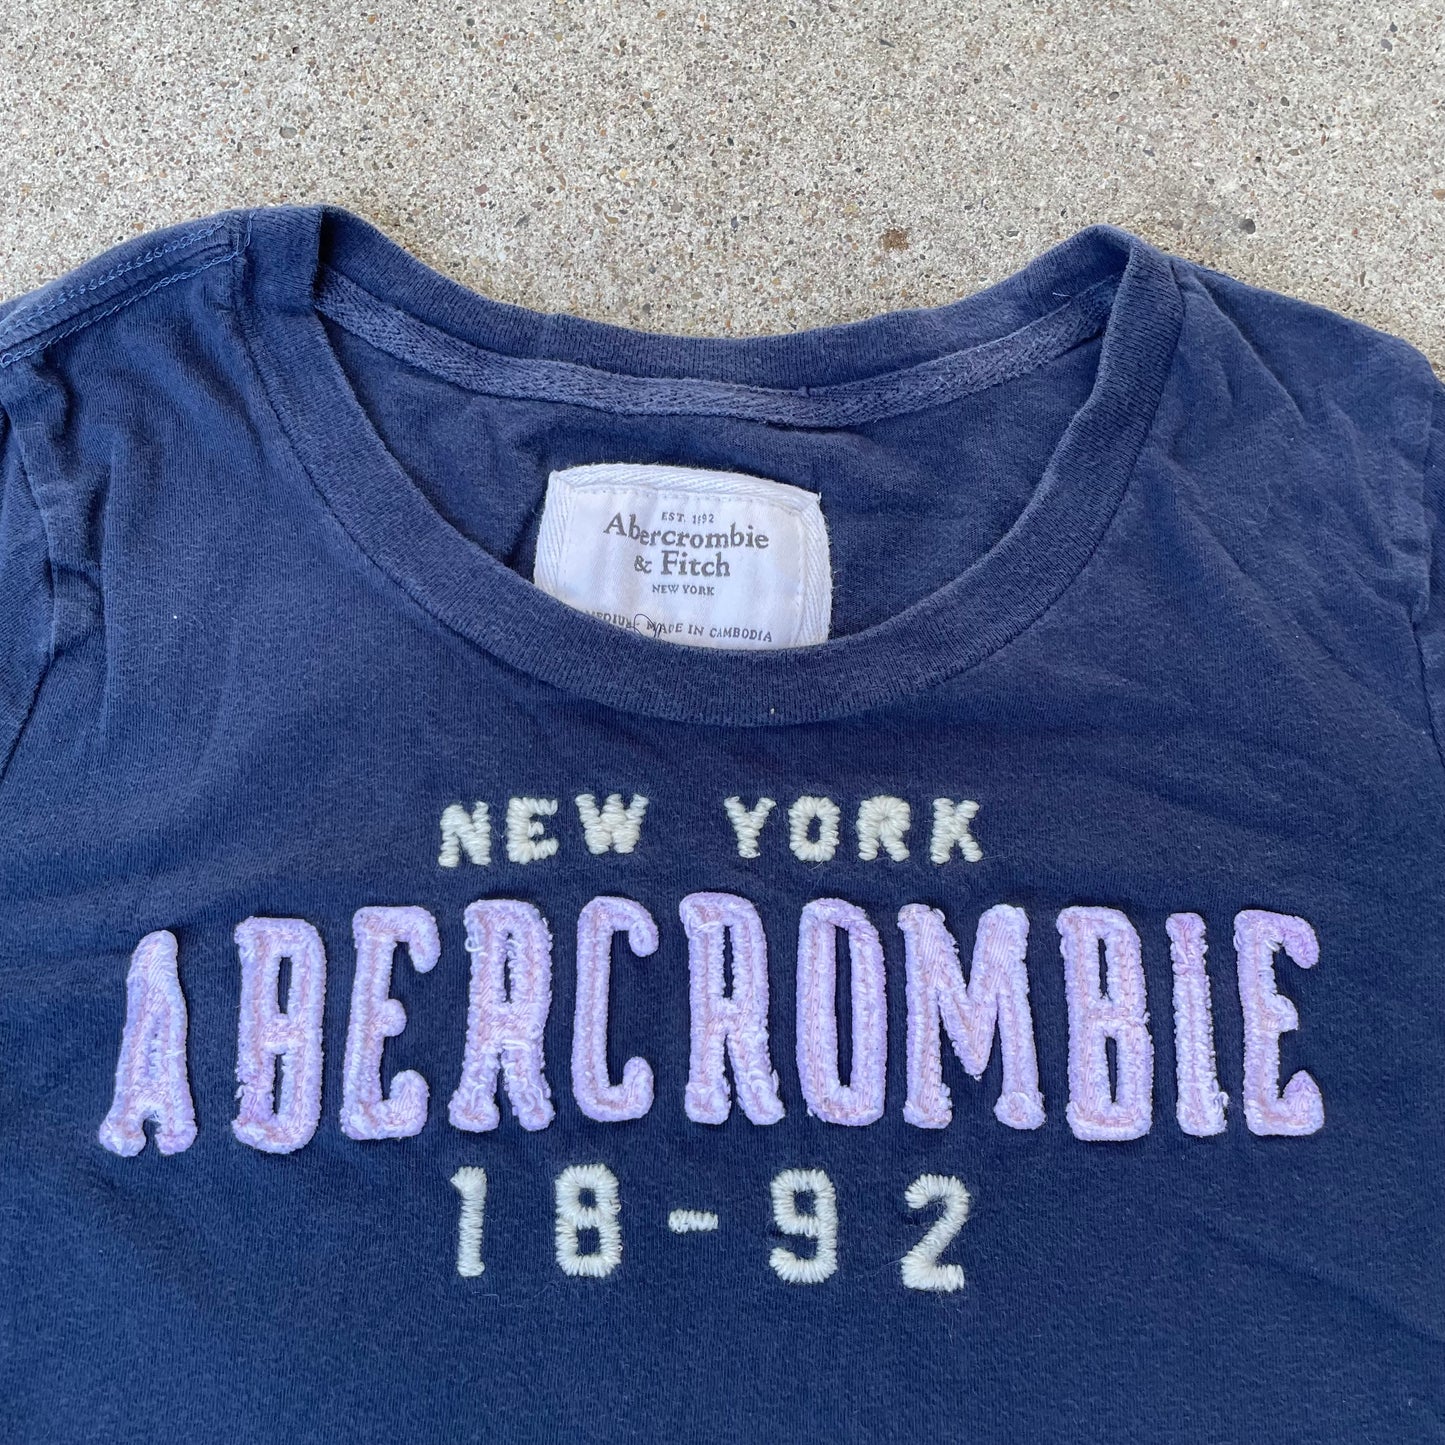 EST. 1892
Abercrombie
& Fitch
NEW YORK
MEDIUM MADE IN CAMBODIA
NEW YORK
ABERCROMBIE
18-92